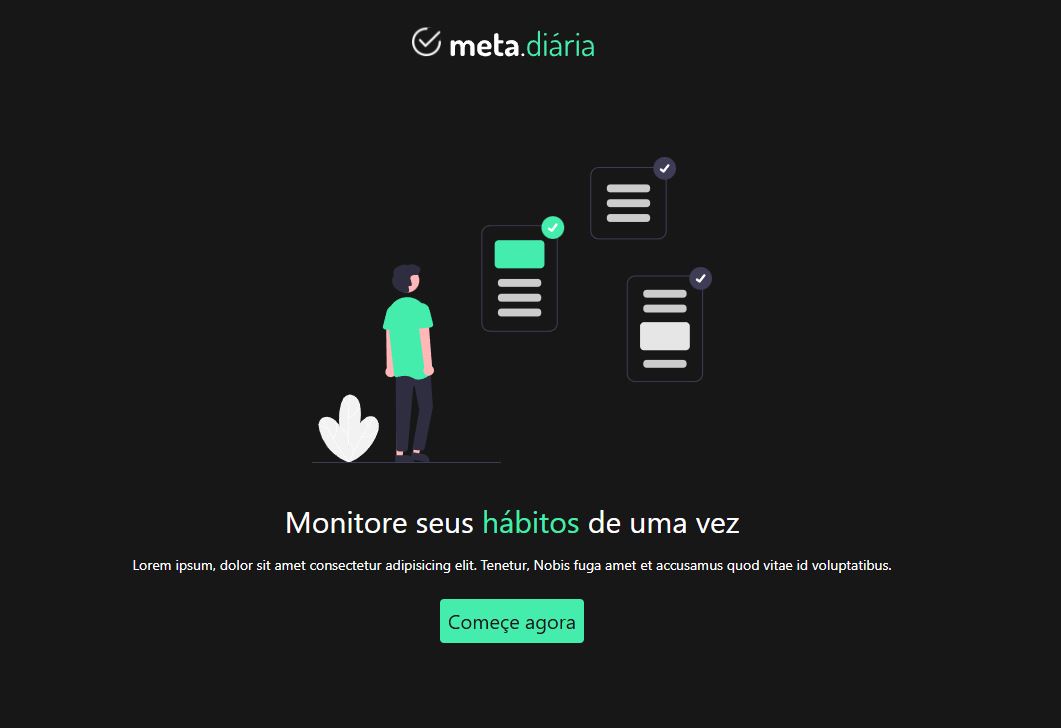 meta.diária
Monitore seus hábitos de uma vez
Lorem ipsum, dolor sit amet consectetur adipisicing elit. Tenetur, Nobis fuga amet et accusamus quod vitae id voluptatibus.
Começe agora